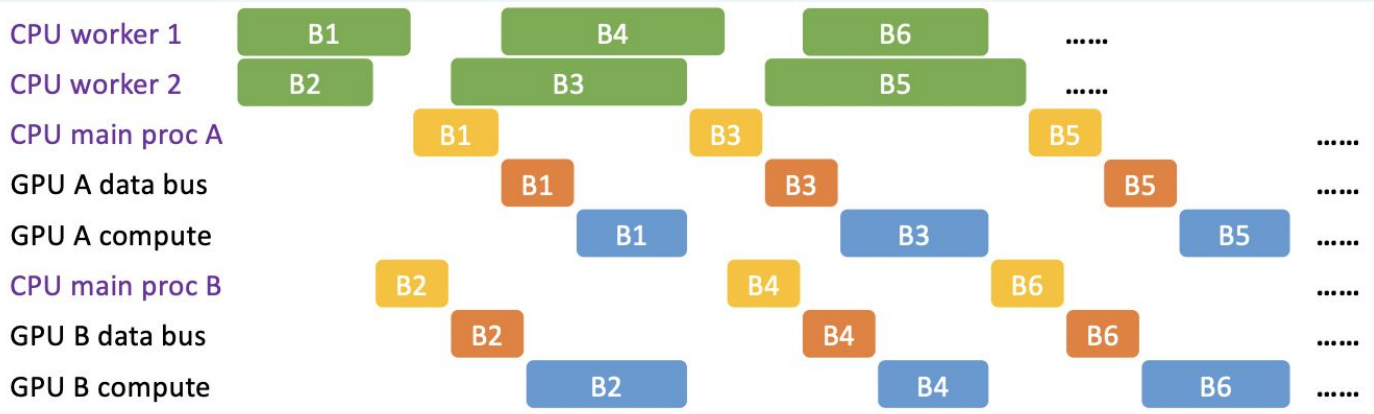 CPU worker 1 B1 B4 B6 ......
CPU worker 2 B2 B3 B5 ......
CPU main proc A B1 B3 B5 ......
GPU A data bus B1 B3 B5 ......
GPU A compute B1 B3 B5 ......
CPU main proc B B2 B4 B6 ......
GPU B data bus B2 B4 B6 ......
GPU B compute B2 B4 B6 ......